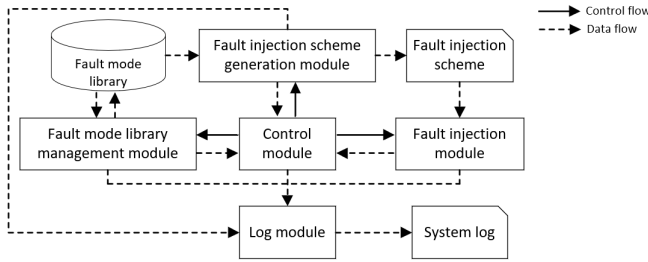 Control flow
Data flow
Fault mode
library
Fault injection scheme
generation module
Fault injection
scheme
Fault mode library
management module
Control
module
Fault injection
module
Log module
System log